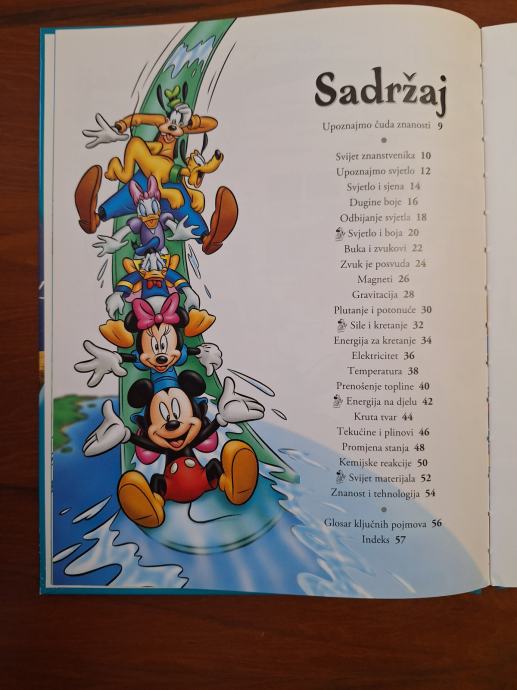 Sadržaj
Upoznajmo čuda znanosti 9
Svijet znanstvenika 10
Upoznajmo svjetlo 12
Svjetlo i sjena 14
Dugine boje 16
Odbijanje svjetla 18
Svjetlo i boja 20
Buka i zvukovi 22
Zvuk je posvuda 24
Magneti 26
Gravitacija 28
Plutanje i potonuće 30
Sile i kretanje 32
Energija za kretanje 34
Elektricitet 36
Temperatura 38
Prenošenje topline 40
Energija na djelu 42
Kruta tvar 44
Tekućine i plinovi 46
Promjena stanja 48
Kemijske reakcije 50
Svijet materijala 52
Znanost i tehnologija 54
Glosar ključnih pojmova 56
Indeks 57